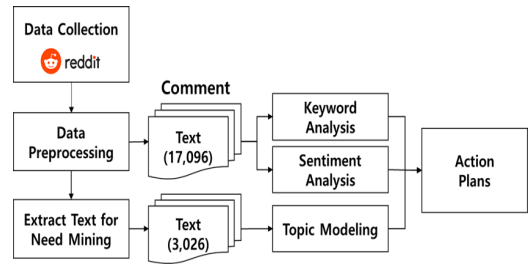 Data Collection
reddit
Comment
Data
Preprocessing
Text
(17,096)
Keyword
Analysis
Sentiment
Analysis
Action
Plans
Extract Text for
Need Mining
Text
(3,026)
Topic Modeling